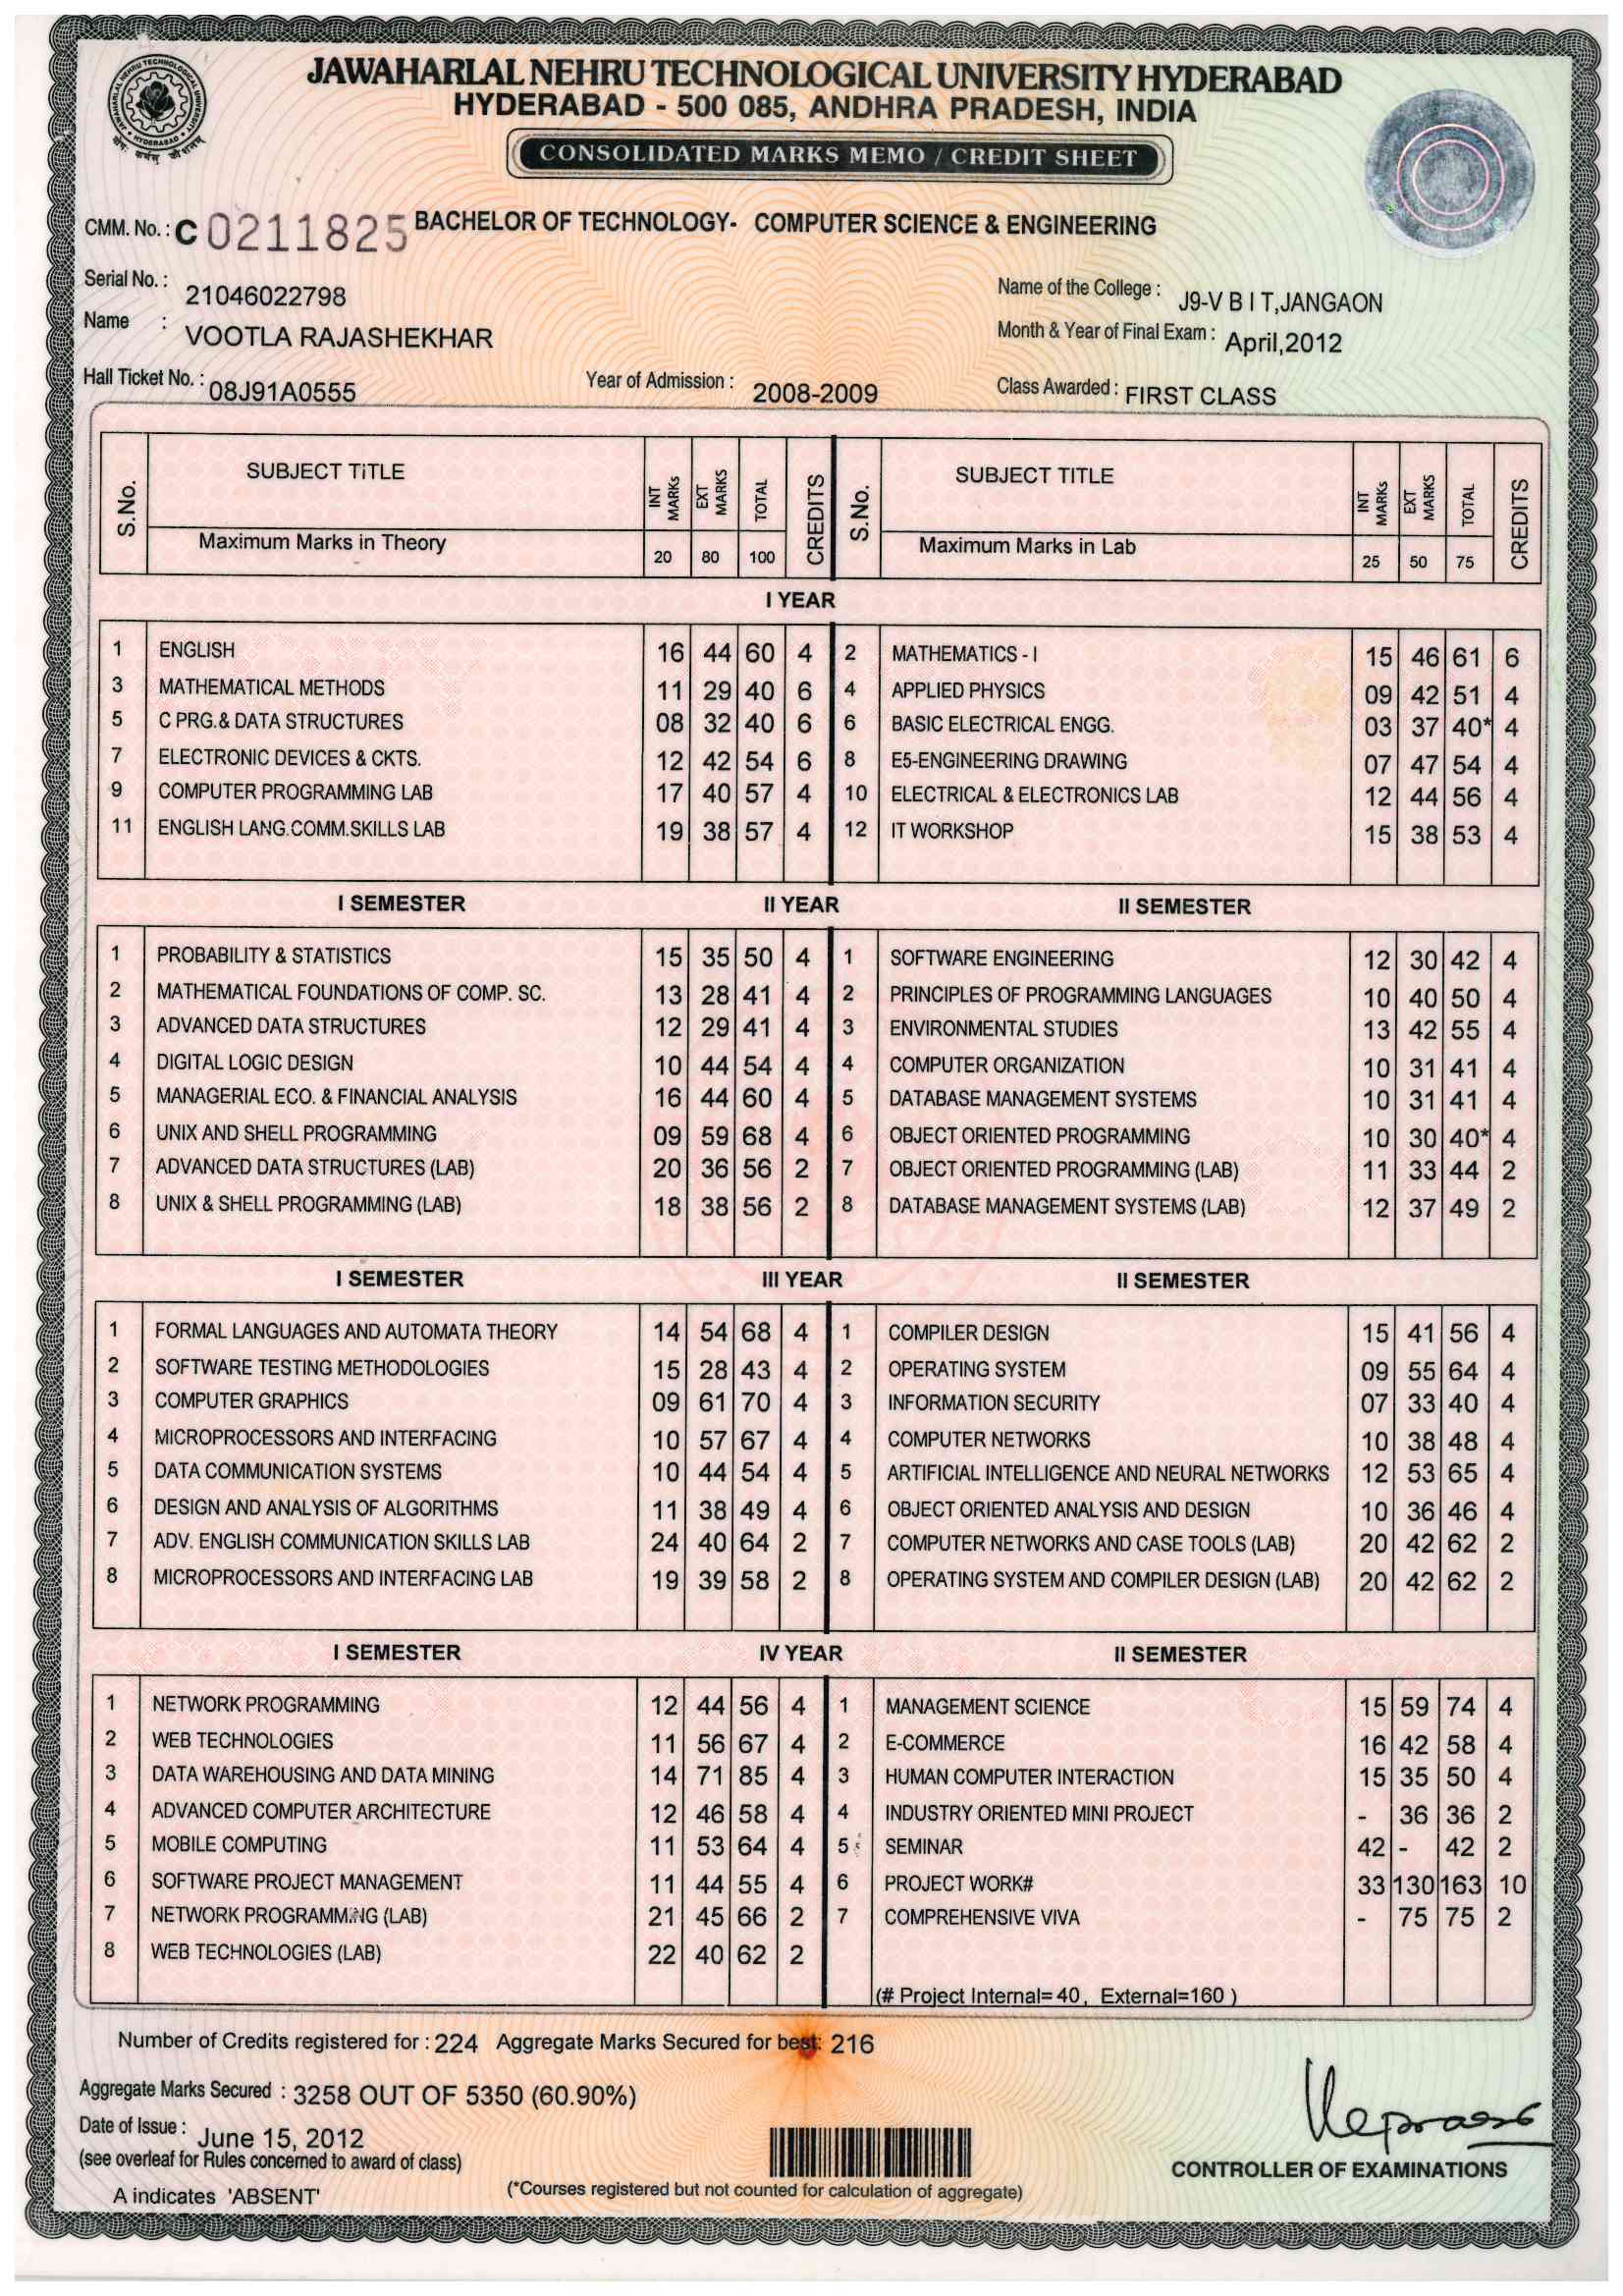 JAWAHARLAL NEHRU TECHNOLOGICAL UNIVERSITY HYDERABAD
HYDERABAD - 500 085, ANDHRA PRADESH, INDIA
CONSOLIDATED MARKS MEMO / CREDIT SHEET
CMM. No. : C 0211825 BACHELOR OF TECHNOLOGY- COMPUTER SCIENCE & ENGINEERING
Serial No. : 21046022798 Name of the College : J9-V B I T,JANGAON
Name : VOOTLA RAJASHEKHAR Month & Year of Final Exam : April,2012
Hall Ticket No. : 08J91A0555 Year of Admission : 2008-2009 Class Awarded : FIRST CLASS
S.No. SUBJECT TiTLE INT MARKS EXT MARKS TOTAL CREDITS S.No. SUBJECT TITLE INT MARKS EXT MARKS TOTAL CREDITS
Maximum Marks in Theory 20 80 100 Maximum Marks in Lab 25 50 75
I YEAR
1 ENGLISH 16 44 60 4 2 MATHEMATICS - I 15 46 61 6
3 MATHEMATICAL METHODS 11 29 40 6 4 APPLIED PHYSICS 09 42 51 4
5 C PRG.& DATA STRUCTURES 08 32 40 6 6 BASIC ELECTRICAL ENGG. 03 37 40* 4
7 ELECTRONIC DEVICES & CKTS. 12 42 54 6 8 E5-ENGINEERING DRAWING 07 47 54 4
9 COMPUTER PROGRAMMING LAB 17 40 57 4 10 ELECTRICAL & ELECTRONICS LAB 12 44 56 4
11 ENGLISH LANG.COMM.SKILLS LAB 19 38 57 4 12 IT WORKSHOP 15 38 53 4
I SEMESTER II YEAR II SEMESTER
1 PROBABILITY & STATISTICS 15 35 50 4 1 SOFTWARE ENGINEERING 12 30 42 4
2 MATHEMATICAL FOUNDATIONS OF COMP. SC. 13 28 41 4 2 PRINCIPLES OF PROGRAMMING LANGUAGES 10 40 50 4
3 ADVANCED DATA STRUCTURES 12 29 41 4 3 ENVIRONMENTAL STUDIES 13 42 55 4
4 DIGITAL LOGIC DESIGN 10 44 54 4 4 COMPUTER ORGANIZATION 10 31 41 4
5 MANAGERIAL ECO. & FINANCIAL ANALYSIS 16 44 60 4 5 DATABASE MANAGEMENT SYSTEMS 10 31 41 4
6 UNIX AND SHELL PROGRAMMING 09 59 68 4 6 OBJECT ORIENTED PROGRAMMING 10 30 40* 4
7 ADVANCED DATA STRUCTURES (LAB) 20 36 56 2 7 OBJECT ORIENTED PROGRAMMING (LAB) 11 33 44 2
8 UNIX & SHELL PROGRAMMING (LAB) 18 38 56 2 8 DATABASE MANAGEMENT SYSTEMS (LAB) 12 37 49 2
I SEMESTER III YEAR II SEMESTER
1 FORMAL LANGUAGES AND AUTOMATA THEORY 14 54 68 4 1 COMPILER DESIGN 15 41 56 4
2 SOFTWARE TESTING METHODOLOGIES 15 28 43 4 2 OPERATING SYSTEM 09 55 64 4
3 COMPUTER GRAPHICS 09 61 70 4 3 INFORMATION SECURITY 07 33 40 4
4 MICROPROCESSORS AND INTERFACING 10 57 67 4 4 COMPUTER NETWORKS 10 38 48 4
5 DATA COMMUNICATION SYSTEMS 10 44 54 4 5 ARTIFICIAL INTELLIGENCE AND NEURAL NETWORKS 12 53 65 4
6 DESIGN AND ANALYSIS OF ALGORITHMS 11 38 49 4 6 OBJECT ORIENTED ANALYSIS AND DESIGN 10 36 46 4
7 ADV. ENGLISH COMMUNICATION SKILLS LAB 24 40 64 2 7 COMPUTER NETWORKS AND CASE TOOLS (LAB) 20 42 62 2
8 MICROPROCESSORS AND INTERFACING LAB 19 39 58 2 8 OPERATING SYSTEM AND COMPILER DESIGN (LAB) 20 42 62 2
I SEMESTER IV YEAR II SEMESTER
1 NETWORK PROGRAMMING 12 44 56 4 1 MANAGEMENT SCIENCE 15 59 74 4
2 WEB TECHNOLOGIES 11 56 67 4 2 E-COMMERCE 16 42 58 4
3 DATA WAREHOUSING AND DATA MINING 14 71 85 4 3 HUMAN COMPUTER INTERACTION 15 35 50 4
4 ADVANCED COMPUTER ARCHITECTURE 12 46 58 4 4 INDUSTRY ORIENTED MINI PROJECT - 36 36 2
5 MOBILE COMPUTING 11 53 64 4 5 SEMINAR 42 - 42 2
6 SOFTWARE PROJECT MANAGEMENT 11 44 55 4 6 PROJECT WORK# 33 130 163 10
7 NETWORK PROGRAMMING (LAB) 21 45 66 2 7 COMPREHENSIVE VIVA - 75 75 2
8 WEB TECHNOLOGIES (LAB) 22 40 62 2
(# Project Internal= 40, External=160 )
Number of Credits registered for : 224 Aggregate Marks Secured for best: 216
Aggregate Marks Secured : 3258 OUT OF 5350 (60.90%)
Date of Issue : June 15, 2012
(see overleaf for Rules concerned to award of class)
CONTROLLER OF EXAMINATIONS
A indicates 'ABSENT' (*Courses registered but not counted for calculation of aggregate)